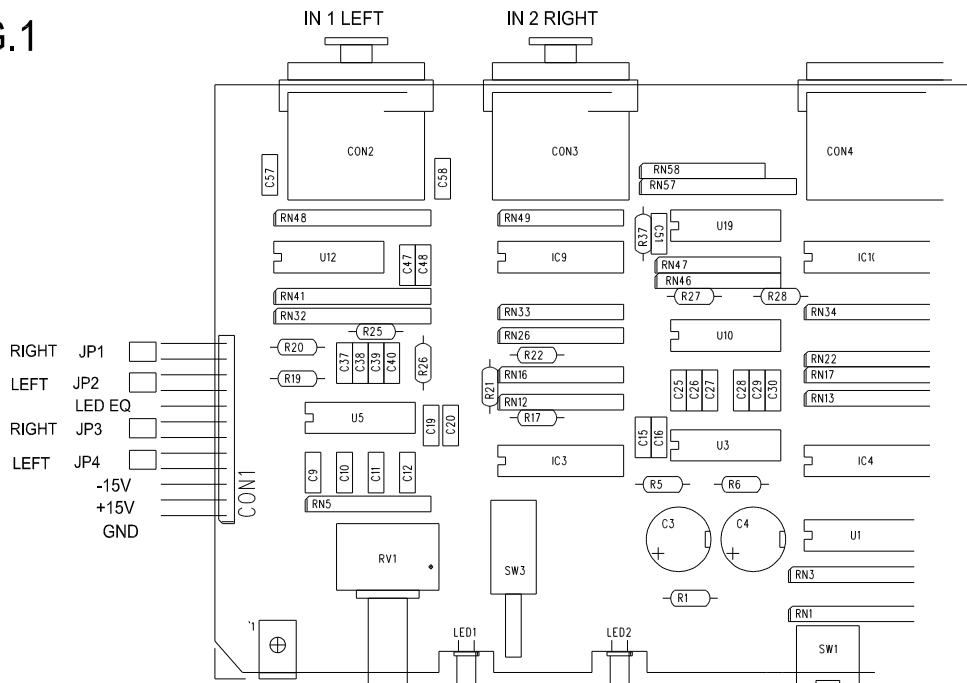 G.1
IN 1 LEFT
IN 2 RIGHT
CON2
CON3
CON4
C57
C58
RN58
RN57
RN48
RN49
R37
C51
U19
U12
C47
C48
IC9
RN47
RN46
RN41
RN32
R27
R28
RN33
RN34
R25
RN26
U10
R20
C37
C38
C39
C40
R26
R22
RN22
RIGHT JP1
R19
R21
RN16
C25
C26
C27
C28
C29
C30
RN17
LEFT JP2
RN12
RN13
LED EQ
U5
C19
C20
R17
RIGHT JP3
C15
C16
U3
LEFT JP4
IC3
IC4
C9
C10
C11
C12
-15V
R5
R6
+15V
CON1
RN5
GND
C3
C4
U1
RV1
SW3
RN3
R1
RN1
LED1
LED2
SW1